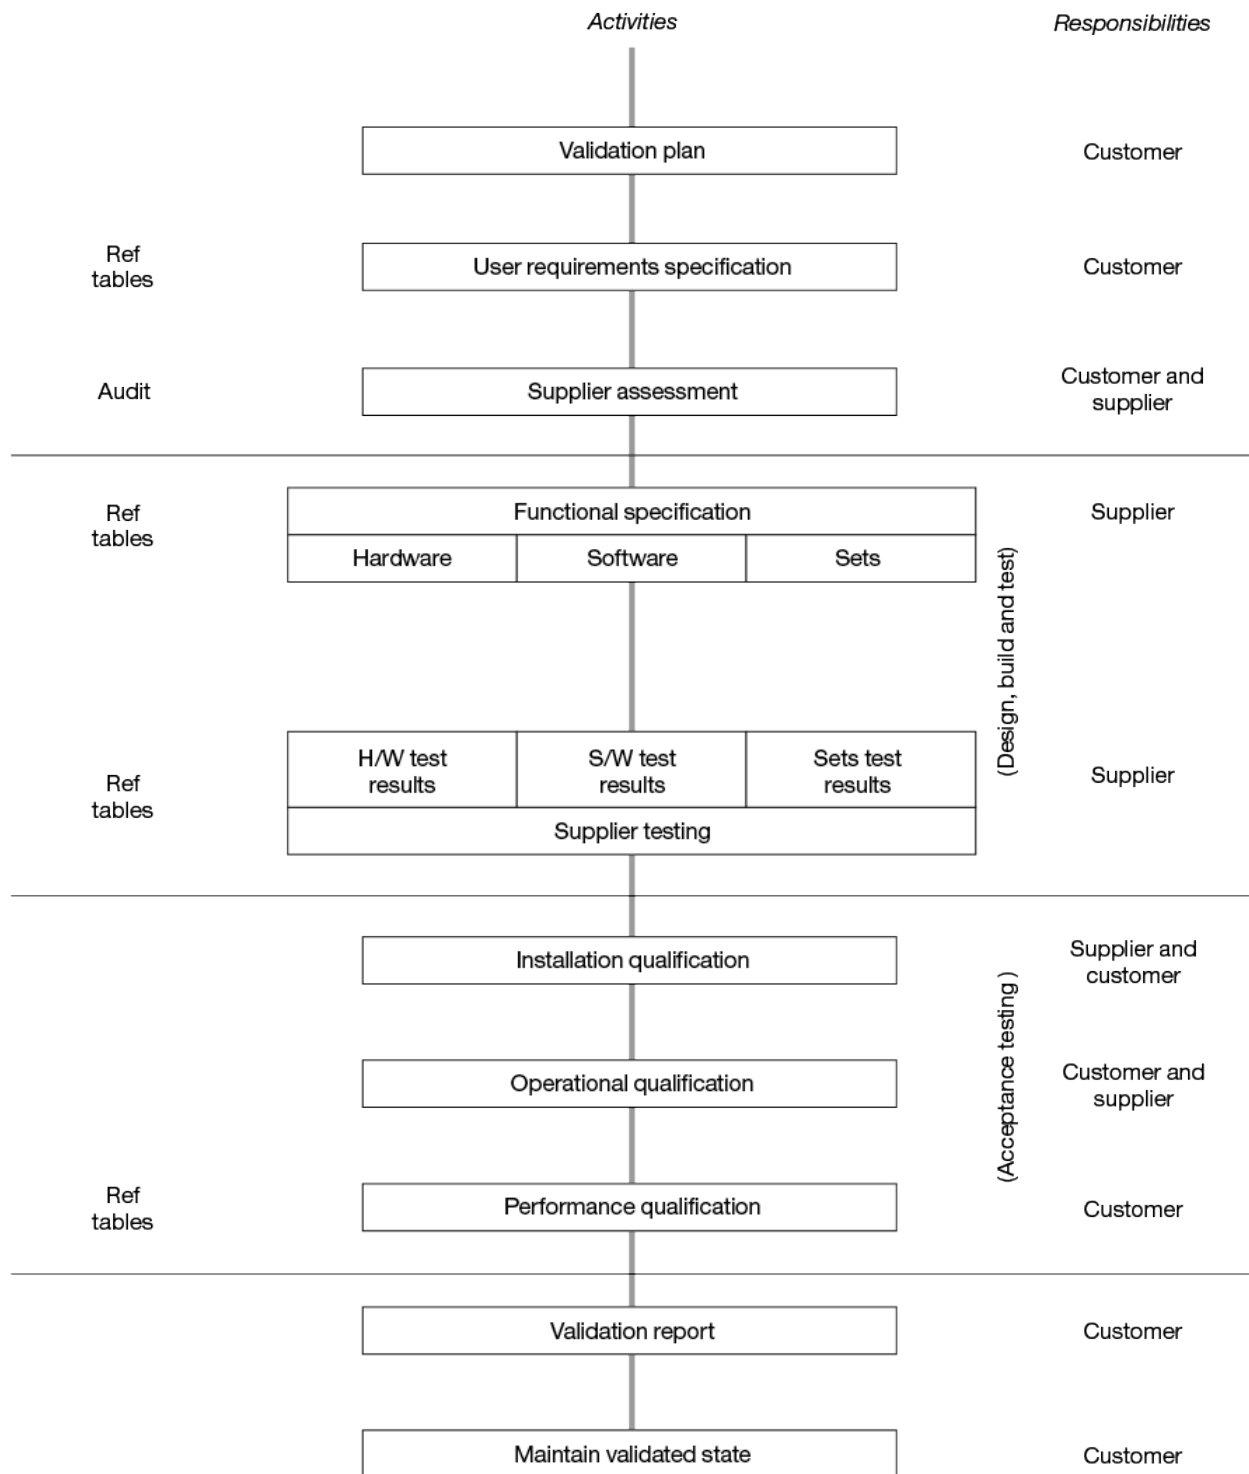 Activities
Responsibilities
Validation plan
Customer
Ref
tables
User requirements specification
Customer
Audit
Supplier assessment
Customer and
supplier
Ref
tables
Functional specification
Supplier
Hardware
Software
Sets
(Design, build and test)
Ref
tables
H/W test
results
S/W test
results
Sets test
results
Supplier
Supplier testing
Installation qualification
Supplier and
customer
(Acceptance testing )
Operational qualification
Customer and
supplier
Ref
tables
Performance qualification
Customer
Validation report
Customer
Maintain validated state
Customer